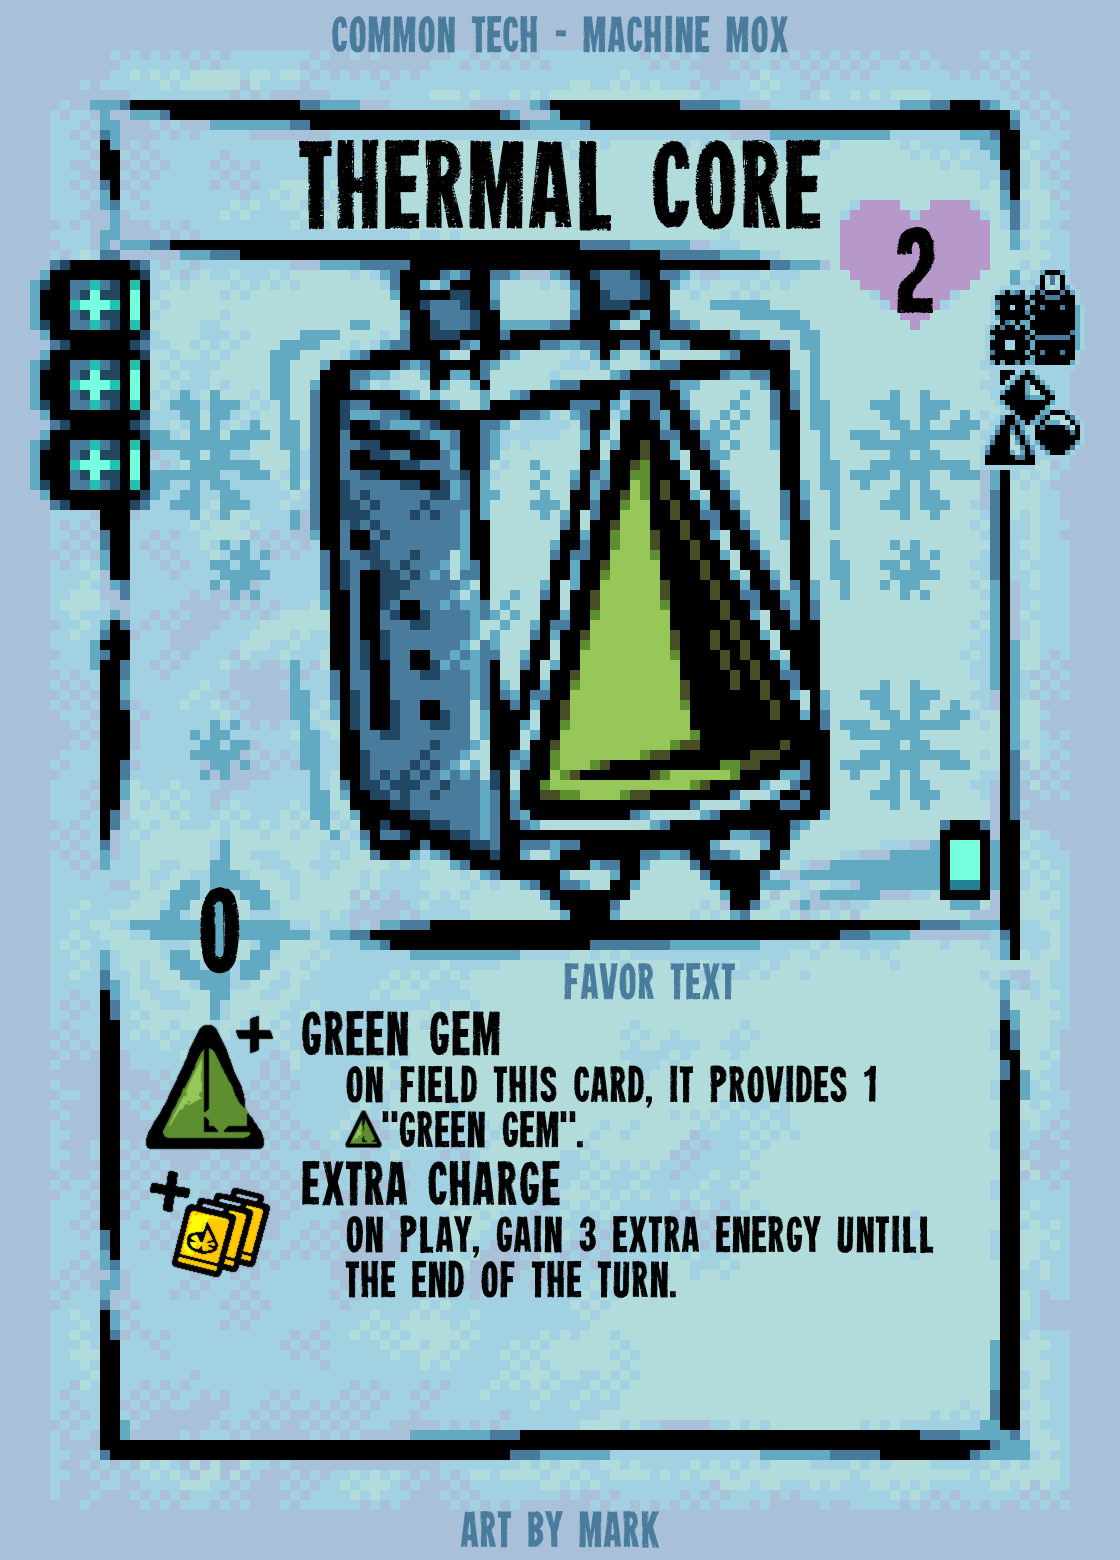 COMMON TECH - MACHINE MOX
THERMAL CORE
2
0
FAVOR TEXT
GREEN GEM
ON FIELD THIS CARD, IT PROVIDES 1
"GREEN GEM".
EXTRA CHARGE
ON PLAY, GAIN 3 EXTRA ENERGY UNTILL
THE END OF THE TURN.
ART BY MARK